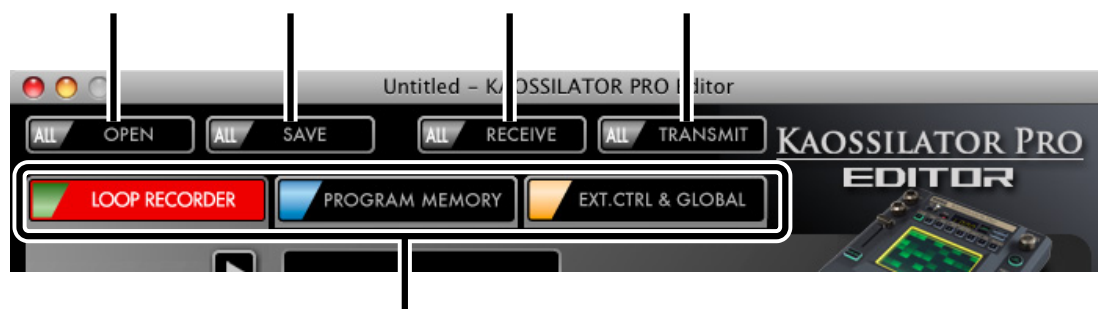 Untitled – KAOSSILATOR PRO Editor
ALL OPEN ALL SAVE ALL RECEIVE ALL TRANSMIT
KAOSSILATOR PRO
EDITOR
LOOP RECORDER PROGRAM MEMORY EXT.CTRL & GLOBAL